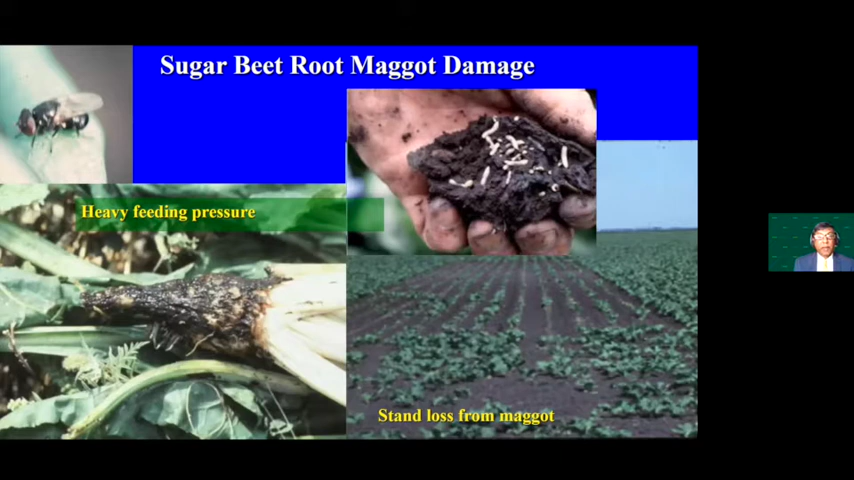 Sugar Beet Root Maggot Damage
Heavy feeding pressure
Stand loss from maggot